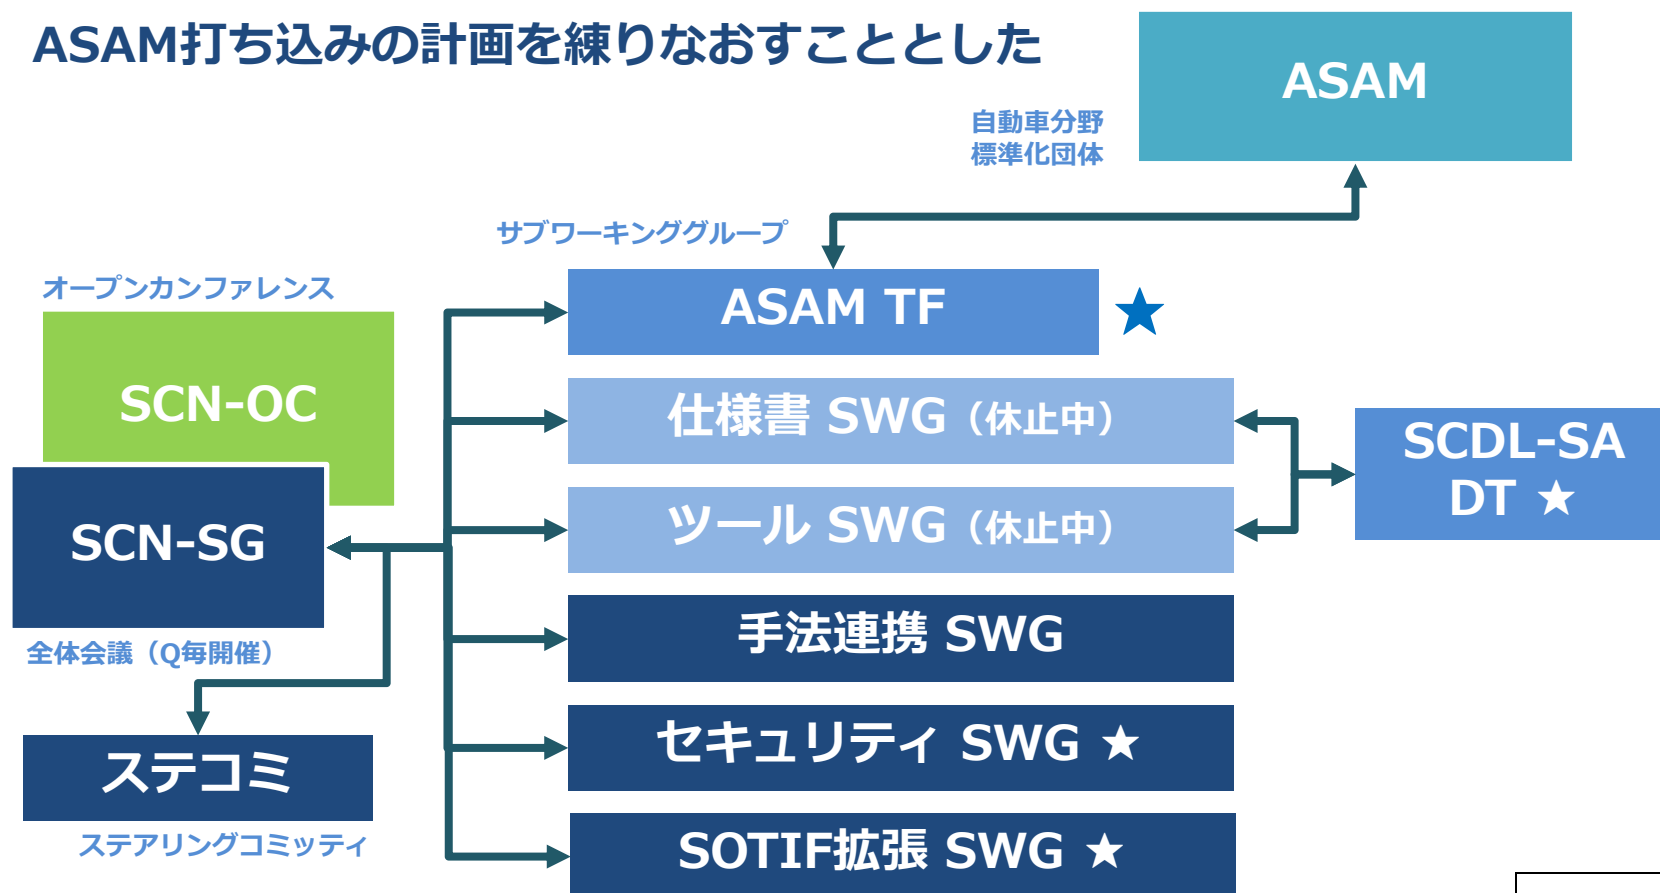 ASAM打ち込みの計画を練りなおすこととした
ASAM
自動車分野
標準化団体
サブワーキンググループ
オープンカンファレンス
ASAM TF ★
SCN-OC
仕様書 SWG（休止中）
SCDL-SA
DT ★
ツール SWG（休止中）
SCN-SG
手法連携 SWG
全体会議（Q毎開催）
セキュリティ SWG ★
ステコミ
ステアリングコミッティ
SOTIF拡張 SWG ★